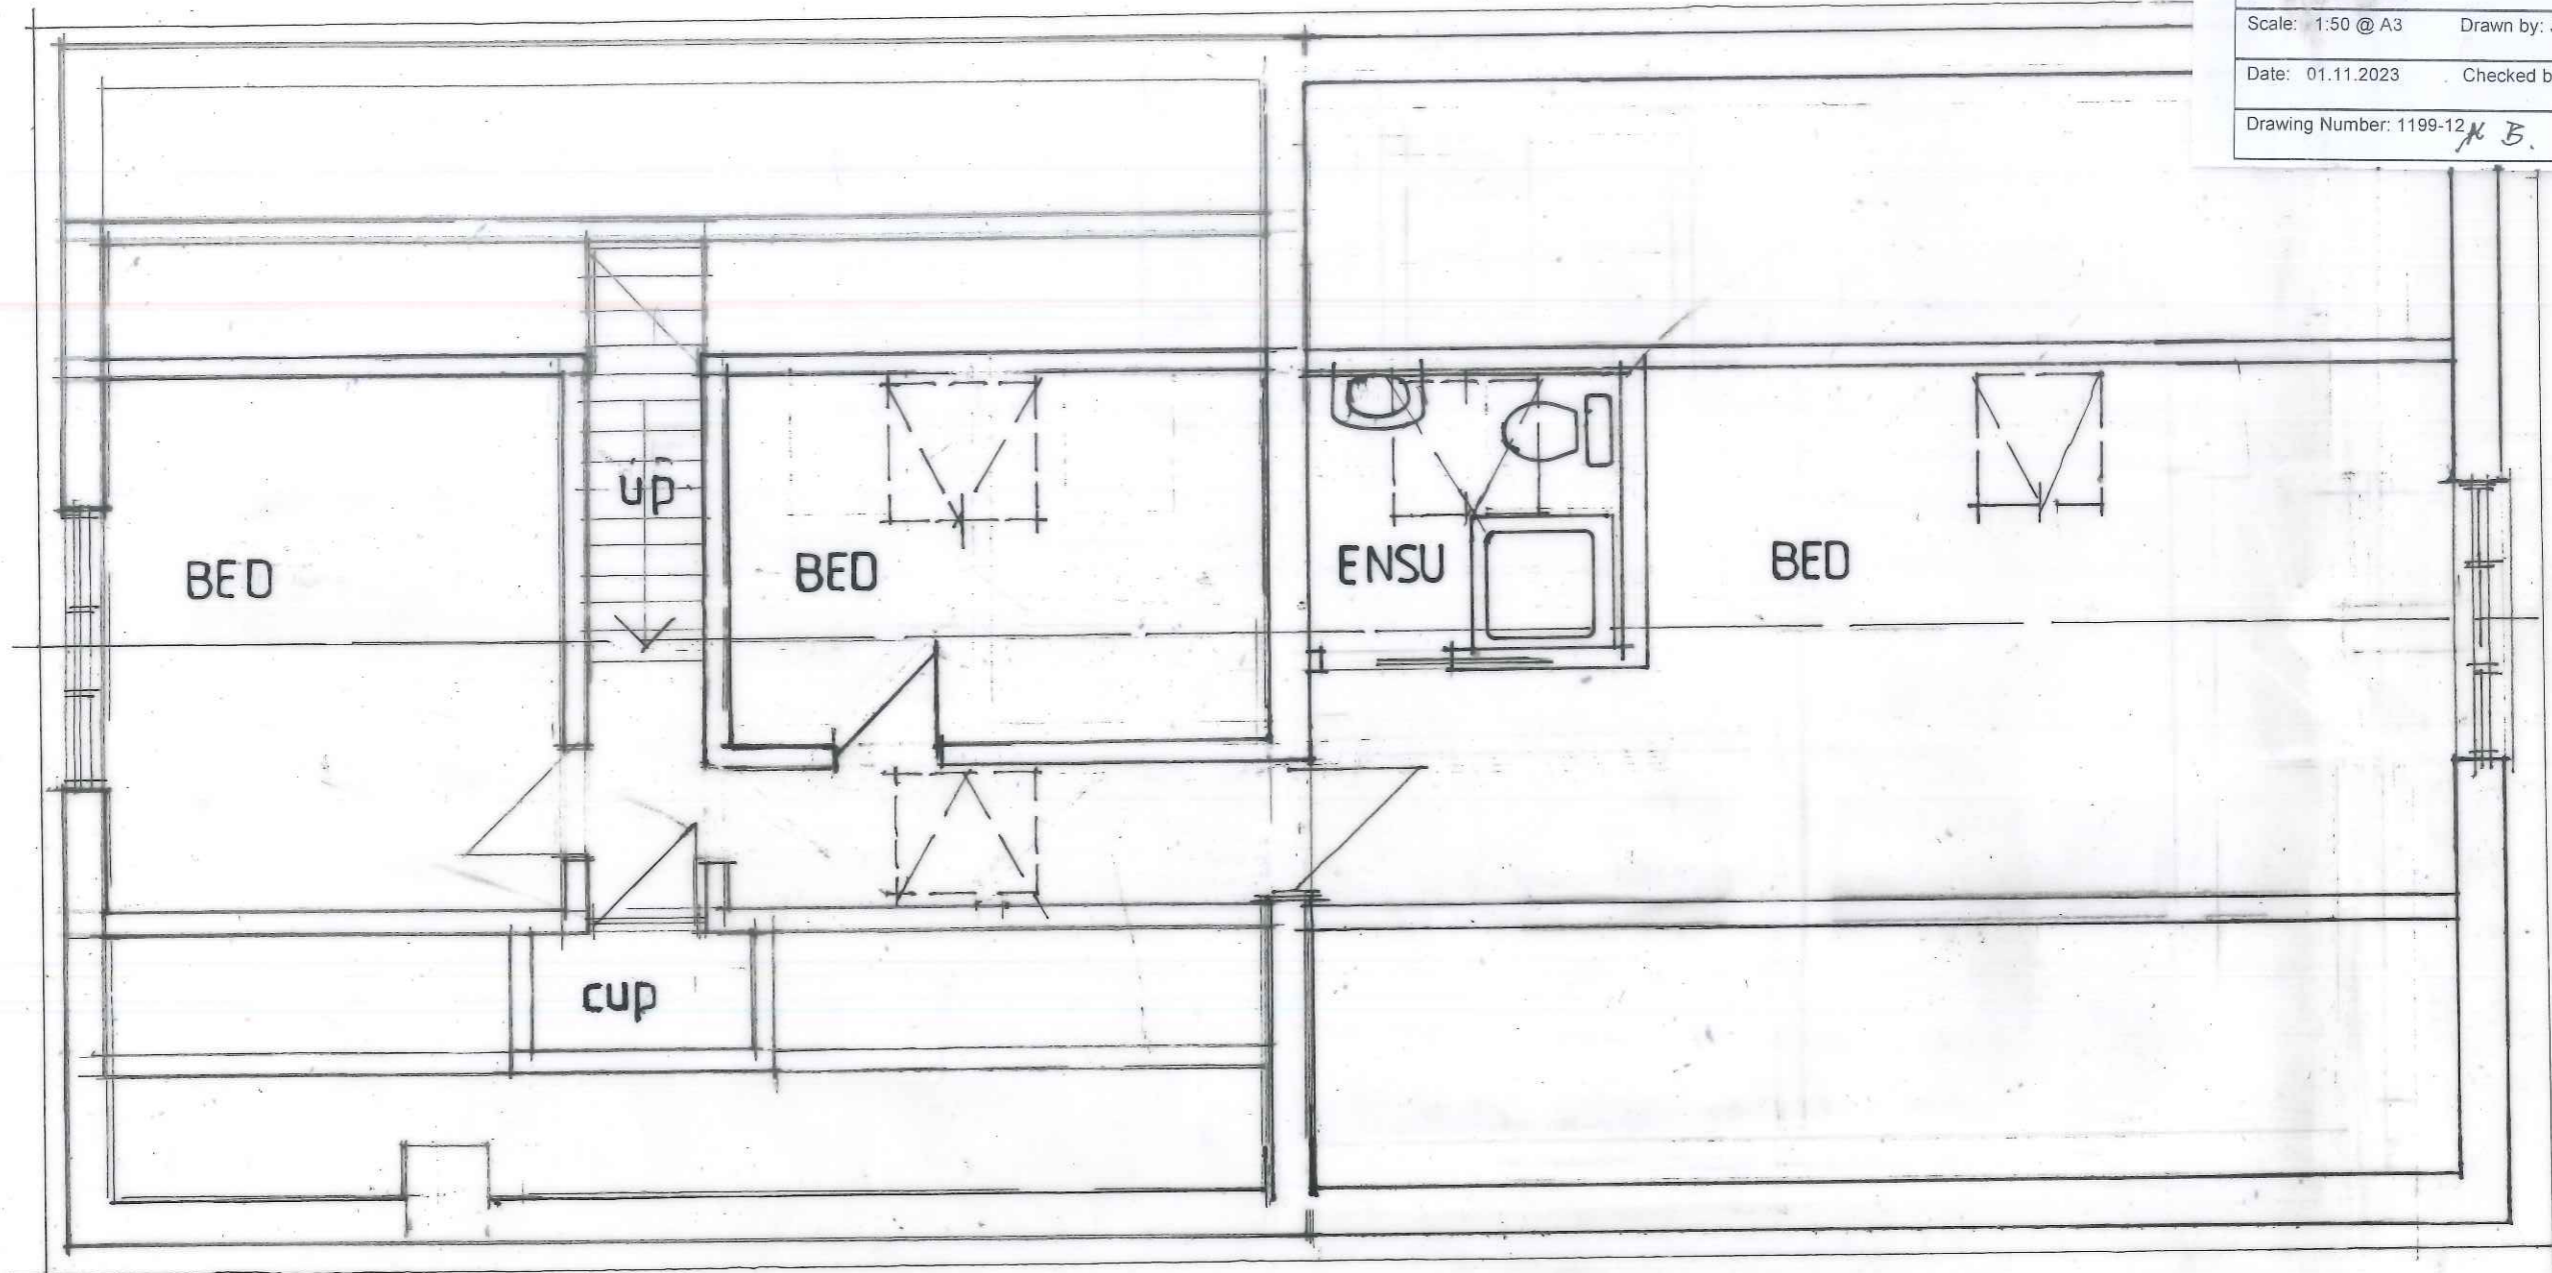 Scale: 1:50 @ A3 Drawn by:
Date: 01.11.2023 Checked b
Drawing Number: 1199-12 B.
up
BED
BED
ENSU
BED
cup